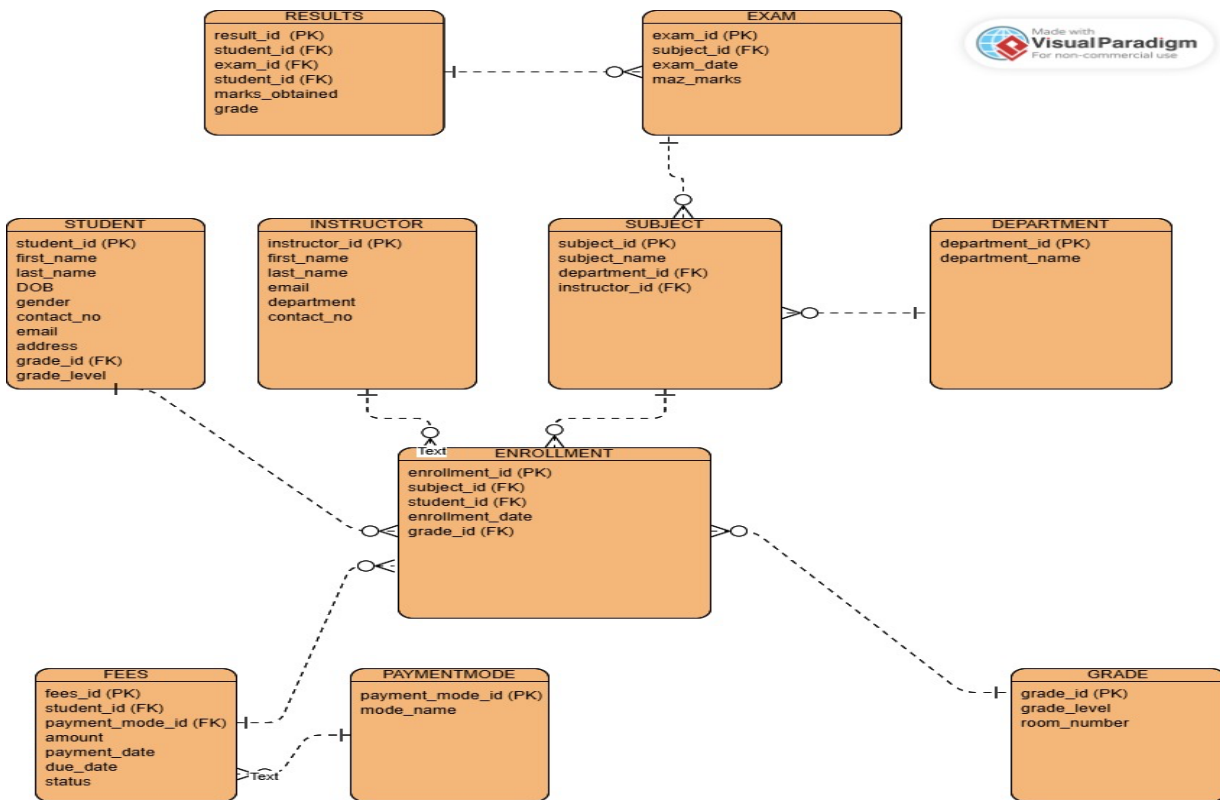 RESULTS
result_id (PK)
student_id (FK)
exam_id (FK)
student_id (FK)
marks_obtained
grade
EXAM
exam_id (PK)
subject_id (FK)
exam_date
maz_marks
Made with
Visual Paradigm
For non-commercial use
STUDENT
student_id (PK)
first_name
last_name
DOB
gender
contact_no
email
address
grade_id (FK)
grade_level
INSTRUCTOR
instructor_id (PK)
first_name
last_name
email
department
contact_no
SUBJECT
subject_id (PK)
subject_name
department_id (FK)
instructor_id (FK)
DEPARTMENT
department_id (PK)
department_name
Text
ENROLLMENT
enrollment_id (PK)
subject_id (FK)
student_id (FK)
enrollment_date
grade_id (FK)
FEES
fees_id (PK)
student_id (FK)
payment_mode_id (FK)
amount
payment_date
due_date
status
Text
PAYMENTMODE
payment_mode_id (PK)
mode_name
GRADE
grade_id (PK)
grade_level
room_number